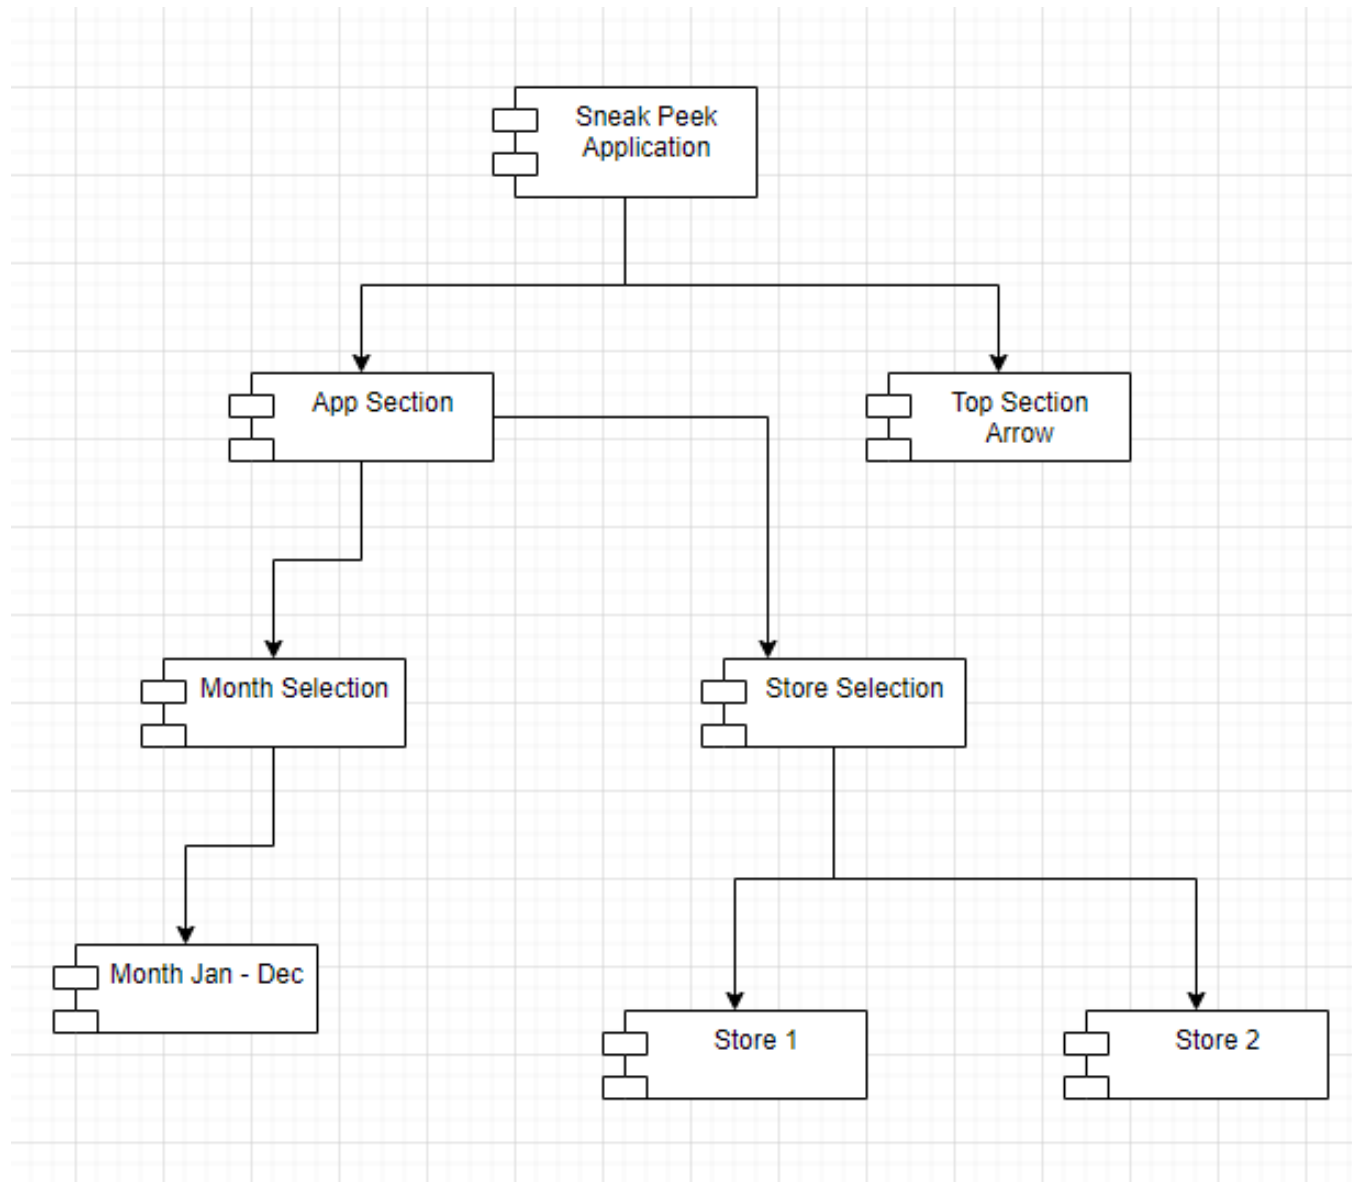 Sneak Peek
Application
App Section
Top Section
Arrow
Month Selection
Store Selection
Month Jan - Dec
Store 1
Store 2